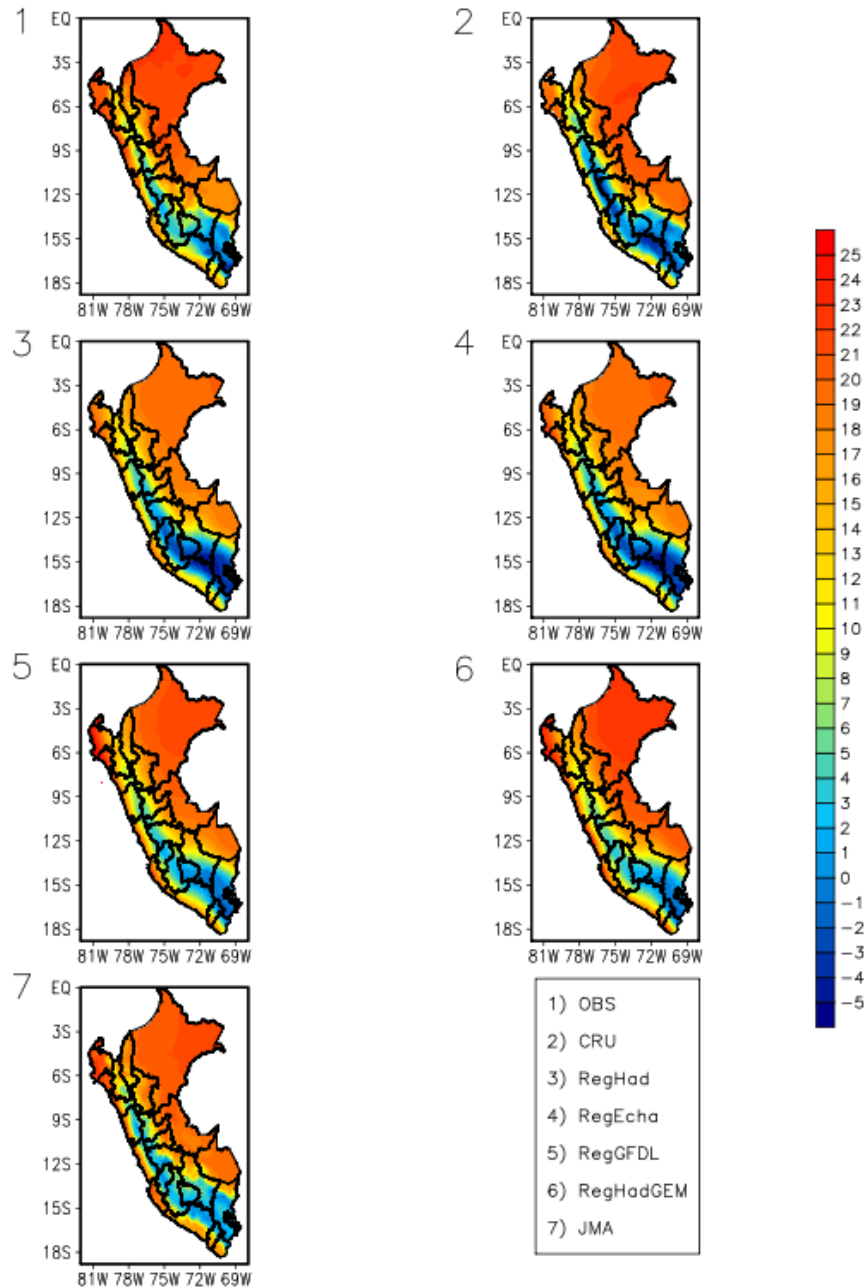 1
EQ
3S
6S
9S
12S
15S
18S
81W 78W 75W 72W 69W
2
EQ
3S
6S
9S
12S
15S
18S
81W 78W 75W 72W 69W
3
EQ
3S
6S
9S
12S
15S
18S
81W 78W 75W 72W 69W
4
EQ
3S
6S
9S
12S
15S
18S
81W 78W 75W 72W 69W
5
EQ
3S
6S
9S
12S
15S
18S
81W 78W 75W 72W 69W
6
EQ
3S
6S
9S
12S
15S
18S
81W 78W 75W 72W 69W
7
EQ
3S
6S
9S
12S
15S
18S
81W 78W 75W 72W 69W
1) OBS
2) CRU
3) RegHad
4) RegEcha
5) RegGFDL
6) RegHadGEM
7) JMA
25
24
23
22
21
20
19
18
17
16
15
14
13
12
11
10
9
8
7
6
5
4
3
2
1
0
-1
-2
-3
-4
-5